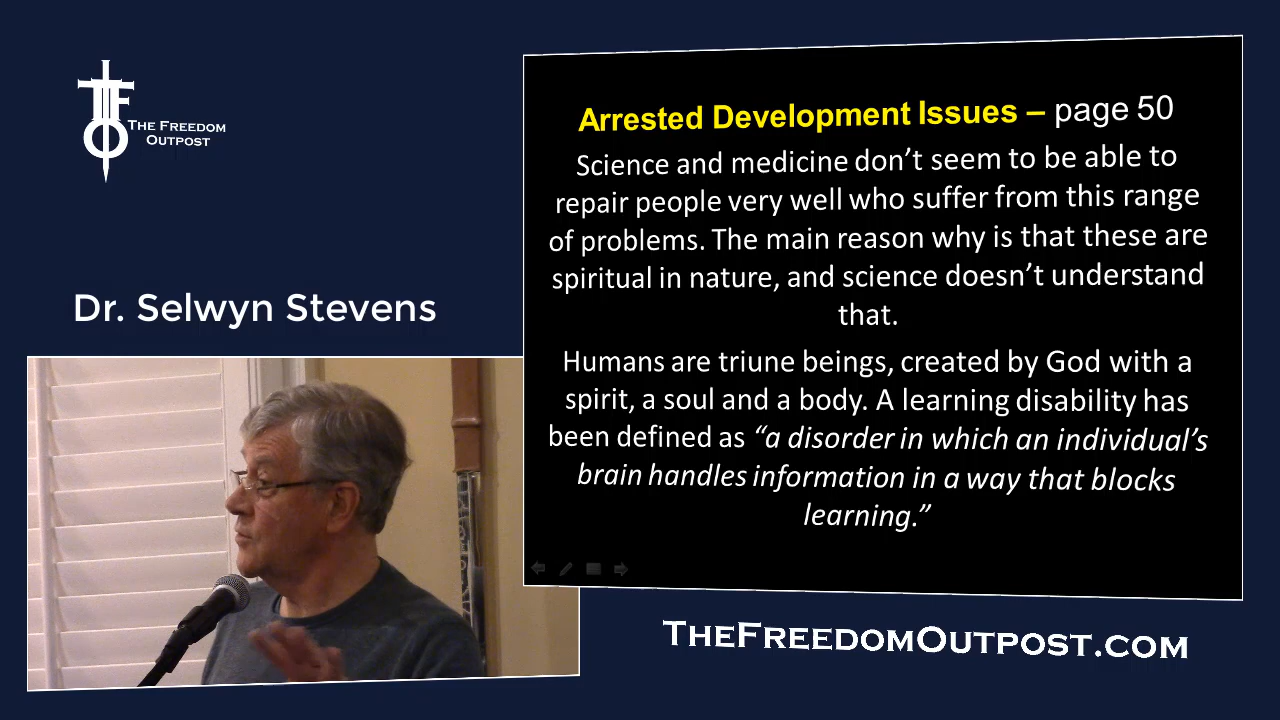 THE FREEDOM
OUTPOST
Dr. Selwyn Stevens
Arrested Development Issues – page 50
Science and medicine don’t seem to be able to
repair people very well who suffer from this range
of problems. The main reason why is that these are
spiritual in nature, and science doesn’t understand
that.
Humans are triune beings, created by God with a
spirit, a soul and a body. A learning disability has
been defined as “a disorder in which an individual’s
brain handles information in a way that blocks
learning.”
THEFREEDOMOUTPOST.COM